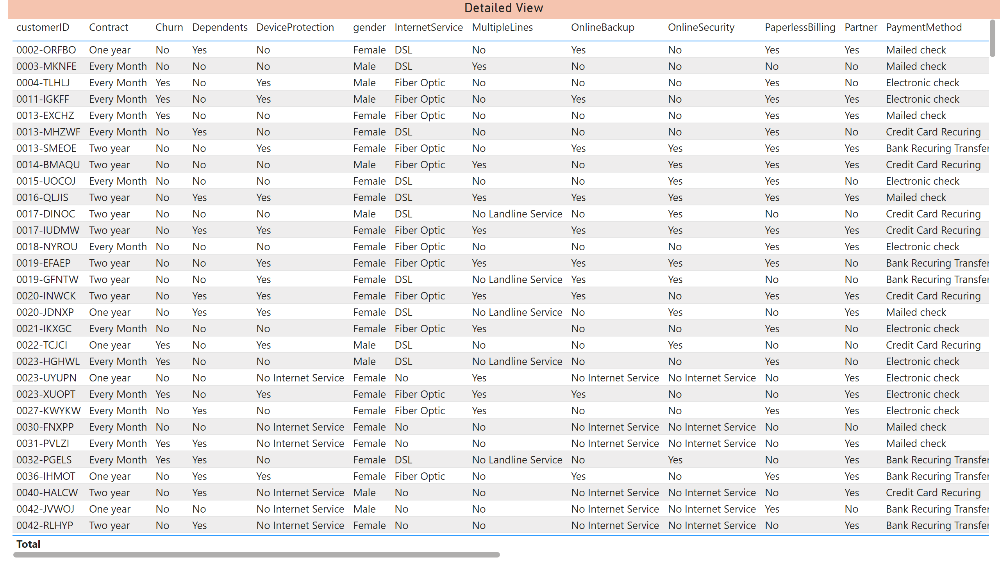 Detailed View
customerID Contract Churn Dependents DeviceProtection gender InternetService MultipleLines OnlineBackup OnlineSecurity PaperlessBilling Partner PaymentMethod
0002-ORFBO One year No Yes No Female DSL No Yes No Yes Yes Mailed check
0003-MKNFE Every Month No No No Male DSL Yes No No No No Mailed check
0004-TLHLJ Every Month Yes No Yes Male Fiber Optic No No No Yes No Electronic check
0011-IGKFF Every Month Yes No Yes Male Fiber Optic No Yes No Yes Yes Electronic check
0013-EXCHZ Every Month Yes No No Female Fiber Optic No No No Yes Yes Mailed check
0013-MHZWF Every Month No Yes No Female DSL No No No Yes No Credit Card Recuring
0013-SMEOE Two year No No Yes Female Fiber Optic No Yes Yes Yes Yes Bank Recuring Transfer
0014-BMAQU Two year No No No Male Fiber Optic Yes No Yes Yes Yes Credit Card Recuring
0015-UOCOJ Every Month No No No Female DSL No No Yes Yes No Electronic check
0016-QLJIS Two year No Yes Yes Female DSL Yes Yes Yes Yes Yes Mailed check
0017-DINOC Two year No No No Male DSL No Landline Service No Yes No No Credit Card Recuring
0017-IUDMW Two year No Yes Yes Female Fiber Optic Yes Yes Yes Yes Yes Credit Card Recuring
0018-NYROU Every Month No No No Female Fiber Optic No No No Yes Yes Electronic check
0019-EFAEP Two year No No Yes Female Fiber Optic Yes Yes Yes Yes No Bank Recuring Transfer
0019-GFNTW Two year No No Yes Female DSL No Landline Service Yes Yes No No Bank Recuring Transfer
0020-INWCK Two year No Yes Yes Female Fiber Optic Yes Yes No Yes Yes Credit Card Recuring
0020-JDNXP One year No Yes Yes Female DSL No Landline Service No Yes No Yes Mailed check
0021-IKXGC Every Month No No No Female Fiber Optic Yes No No Yes No Electronic check
0022-TCJCI One year Yes No Yes Male DSL No No Yes No No Credit Card Recuring
0023-HGHWL Every Month Yes No No Male DSL No Landline Service No No Yes No Electronic check
0023-UYUPN One year No No No Internet Service Female No Yes No Internet Service No Internet Service No Yes Electronic check
0023-XUOPT Every Month Yes No Yes Female Fiber Optic Yes Yes No No Yes Electronic check
0027-KWYKW Every Month No Yes No Female Fiber Optic Yes No No Yes Yes Electronic check
0030-FNXPP Every Month No No No Internet Service Female No No No Internet Service No Internet Service No No Mailed check
0031-PVLZI Every Month Yes Yes No Internet Service Female No No No Internet Service No Internet Service No Yes Mailed check
0032-PGELS Every Month Yes Yes No Female DSL No Landline Service No Yes No Yes Bank Recuring Transfer
0036-IHMOT One year No Yes Yes Female Fiber Optic No Yes No Yes Yes Bank Recuring Transfer
0040-HALCW Two year No Yes No Internet Service Male No No No Internet Service No Internet Service No Yes Credit Card Recuring
0042-JVWOJ One year No No No Internet Service Male No No No Internet Service No Internet Service Yes No Bank Recuring Transfer
0042-RLHYP Two year No Yes No Internet Service Female No No No Internet Service No Internet Service No Yes Bank Recuring Transfer
Total